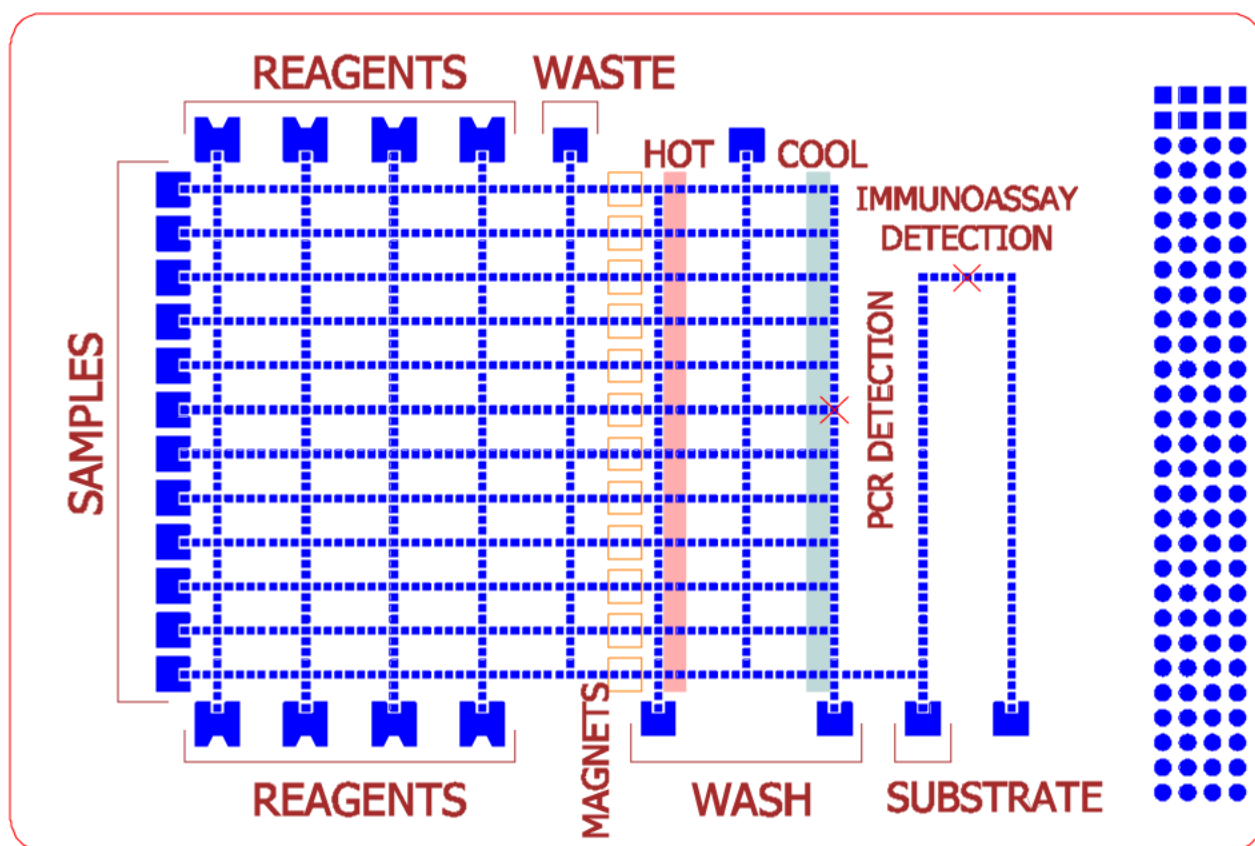 REAGENTS
WASTE
HOT
COOL
IMMUNOASSAY
DETECTION
SAMPLES
PCR DETECTION
MAGNETS
REAGENTS
WASH
SUBSTRATE